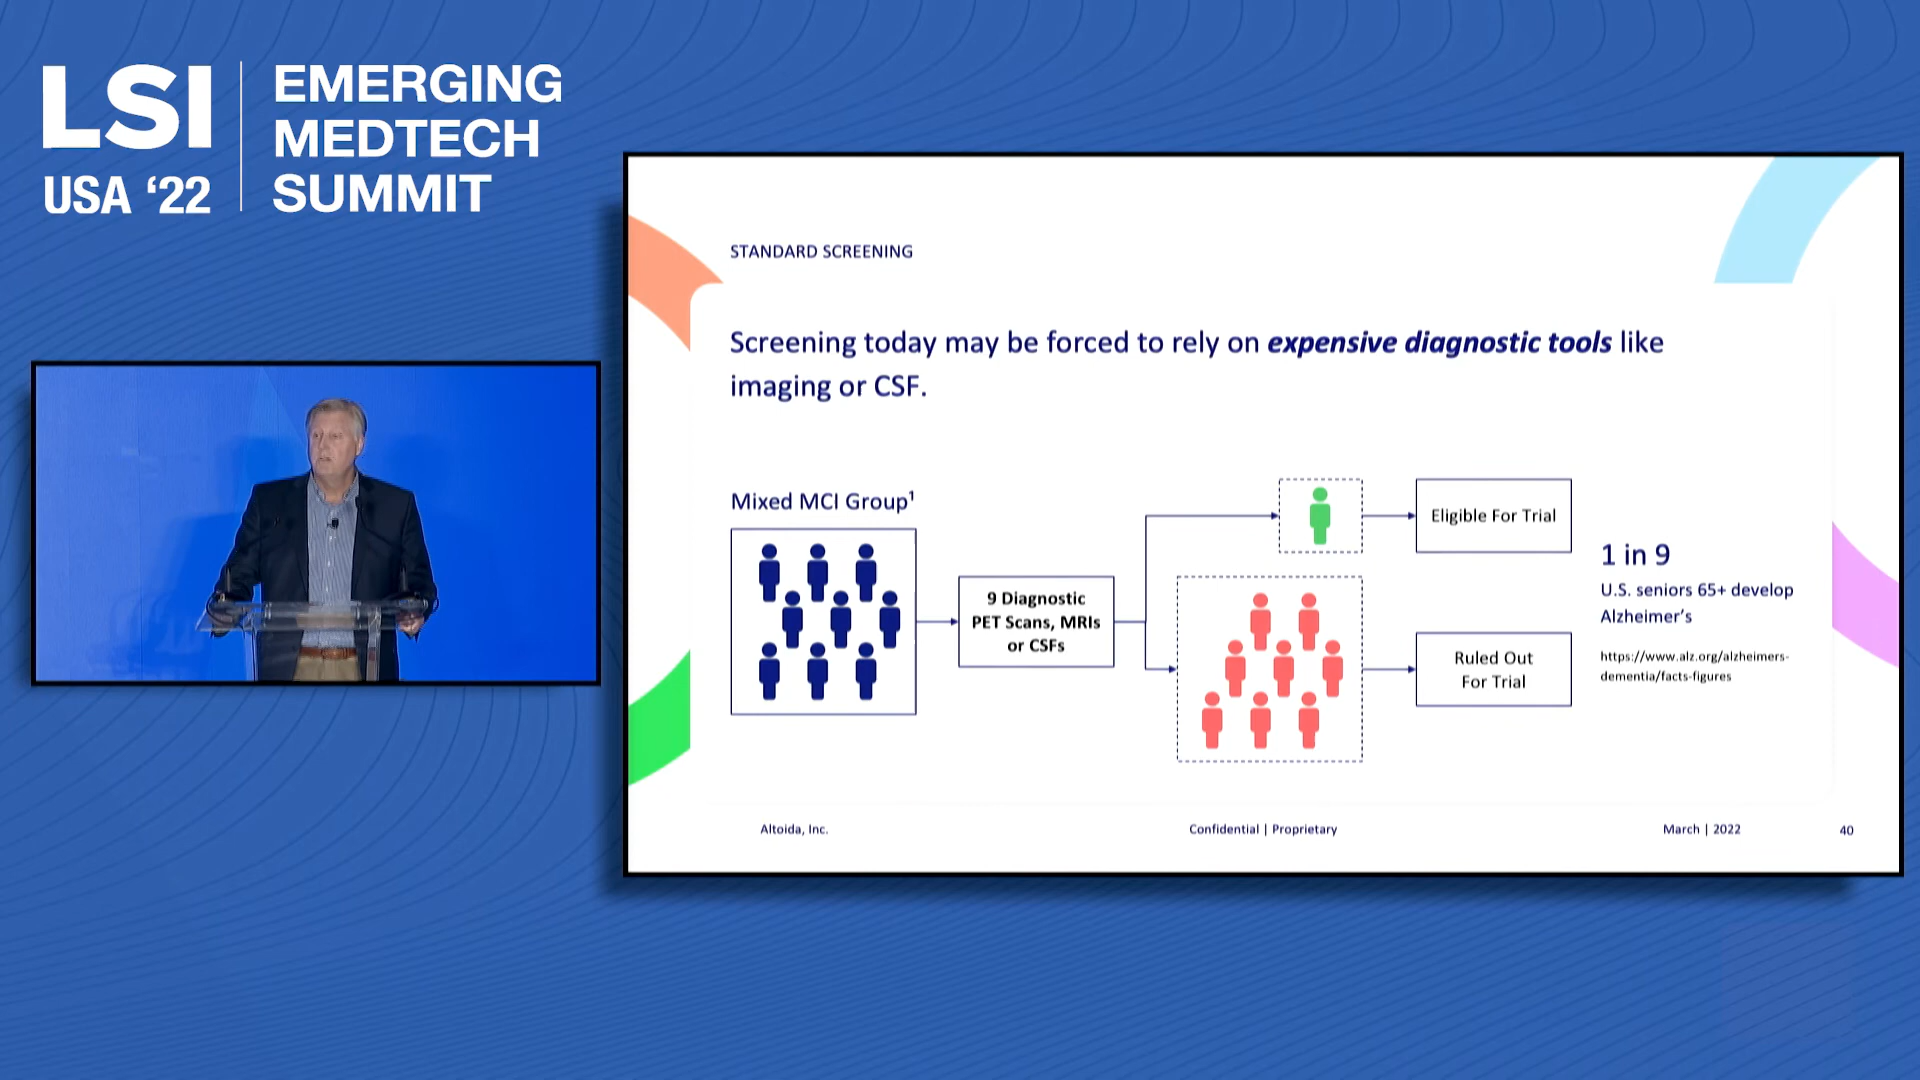 LSI
USA ‘22
EMERGING
MEDTECH
SUMMIT
STANDARD SCREENING
Screening today may be forced to rely on expensive diagnostic tools like
imaging or CSF.
Mixed MCI Group¹
9 Diagnostic
PET Scans, MRIs
or CSFs
Eligible For Trial
Ruled Out
For Trial
1 in 9
U.S. seniors 65+ develop
Alzheimer’s
https://www.alz.org/alzheimers-
dementia/facts-figures
Altoida, Inc.
Confidential | Proprietary
March | 2022
40